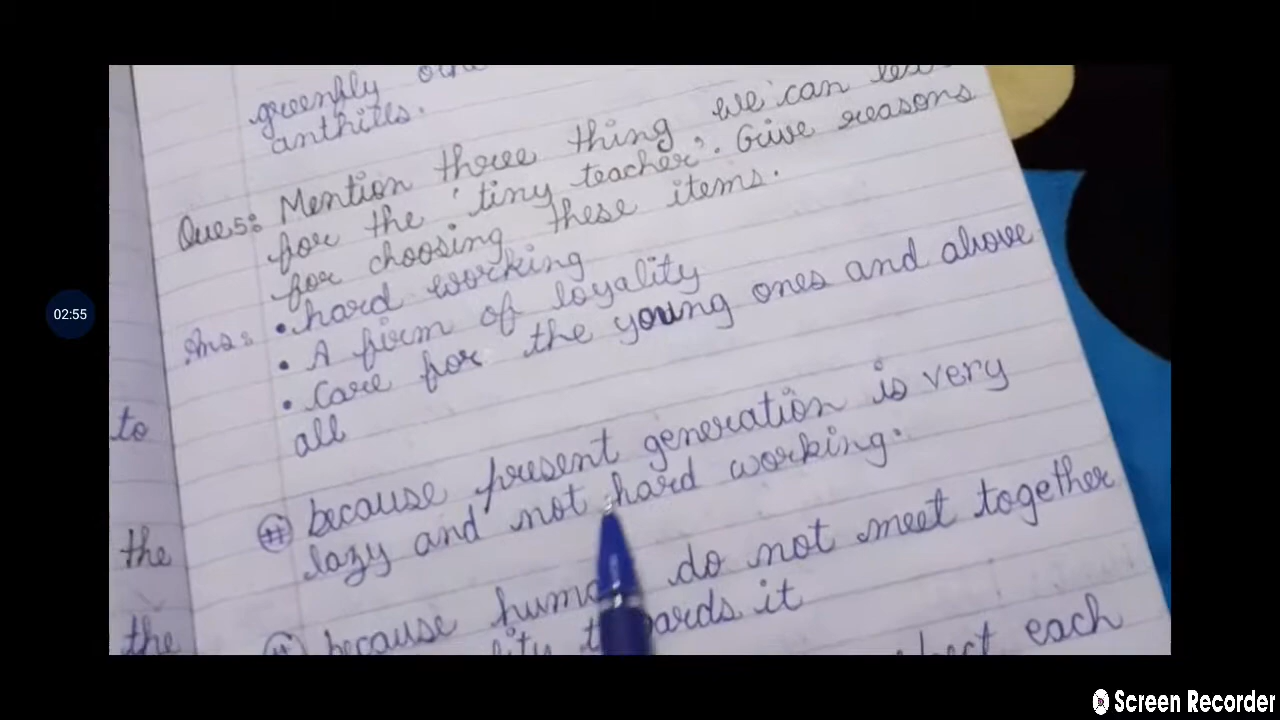 greenfly
anthills.
Ques: Mention three thing we can
for the 'tiny teacher'. Give reasons
for choosing these items.
Ans: • hard working
• A firm of loyality
• Care for the young ones and above
all
# because present generation is very
lazy and not hard working.
because do not meet together
it
each
to
the
the
02:55
Screen Recorder